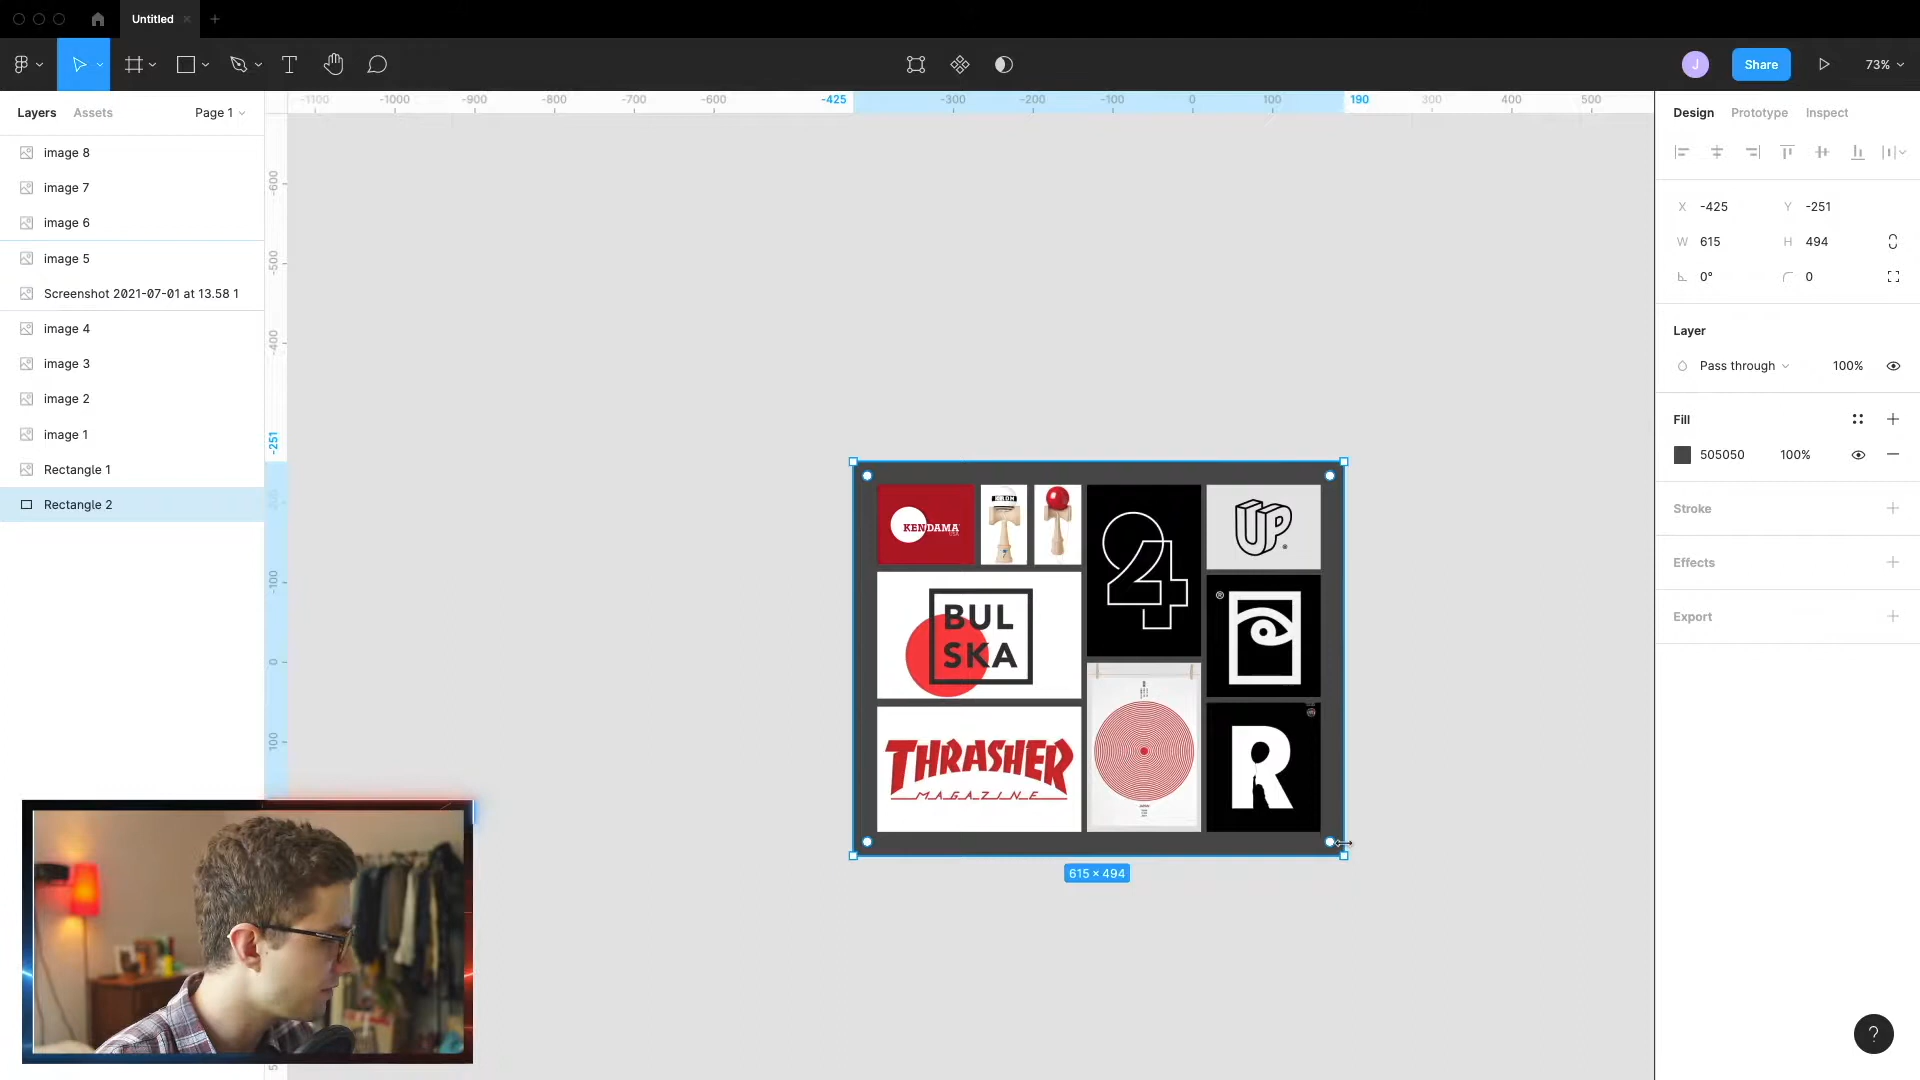 Untitled
J
Share
73%
Layers
Assets
Page 1
-1100
-1000
-900
-800
-700
-600
-425
-300
-200
-100
0
100
190
300
400
500
Design
Prototype
Inspect
image 8
image 7
image 6
image 5
Screenshot 2021-07-01 at 13.58 1
image 4
image 3
image 2
image 1
Rectangle 1
Rectangle 2
-600
-500
-400
-251
-100
0
100
X -425
Y -251
W 615
H 494
0°
0
Layer
Pass through
100%
Fill
505050
100%
Stroke
Effects
Export
KENDAMA
USA
KROM
24
UP
®
BUL
SKA
®
THRASHER
MAGAZINE
R
615 × 494
?